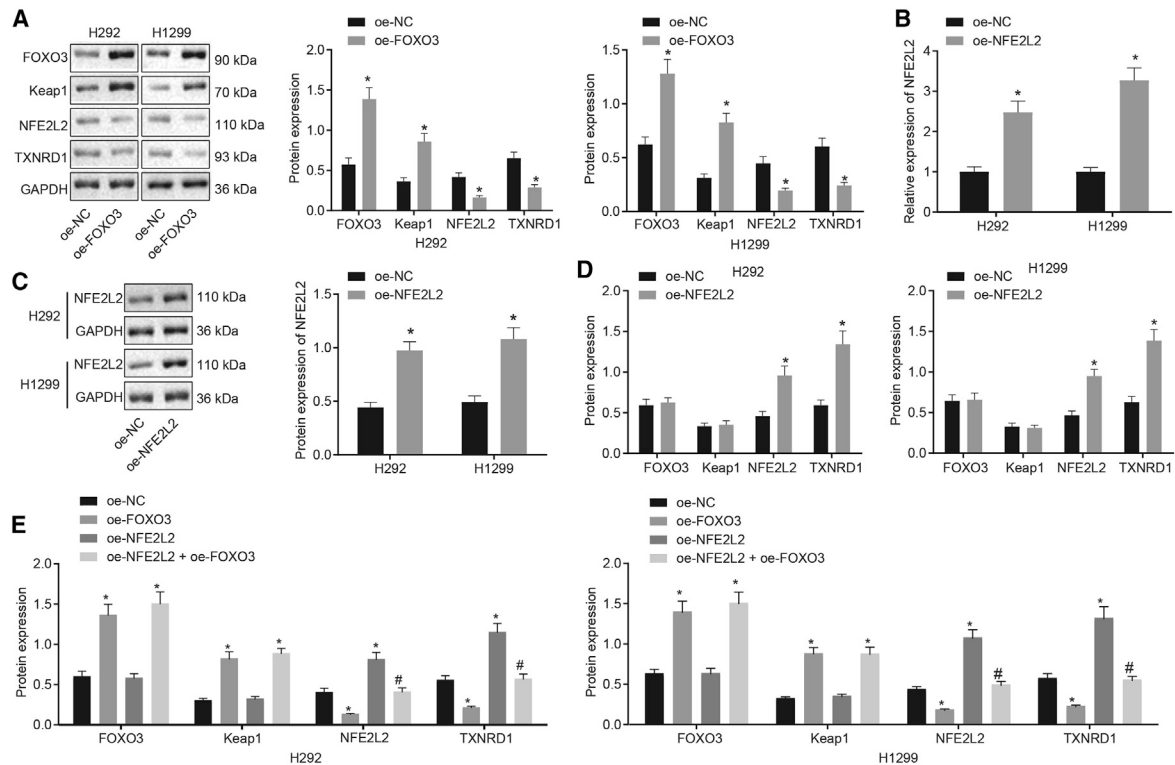 A
H292 H1299
FOXO3 90 kDa
Keap1 70 kDa
NFE2L2 110 kDa
TXNRD1 93 kDa
GAPDH 36 kDa
oe-NC oe-FOXO3 oe-NC oe-FOXO3
oe-NC
oe-FOXO3
Protein expression
2.0
1.5
1.0
0.5
0.0
* * * *
FOXO3 Keap1 NFE2L2 TXNRD1
H292
oe-NC
oe-FOXO3
Protein expression
1.5
1.0
0.5
0.0
* * * *
FOXO3 Keap1 NFE2L2 TXNRD1
H1299
B
oe-NC
oe-NFE2L2
Relative expression of NFE2L2
4
3
2
1
0
* *
H292 H1299
C
H292
NFE2L2 110 kDa
GAPDH 36 kDa
H1299
NFE2L2 110 kDa
GAPDH 36 kDa
oe-NC oe-NFE2L2
oe-NC
oe-NFE2L2
Protein expression of NFE2L2
1.5
1.0
0.5
0.0
* *
H292 H1299
D
H292
oe-NC
oe-NFE2L2
Protein expression
2.0
1.5
1.0
0.5
0.0
* *
FOXO3 Keap1 NFE2L2 TXNRD1
H1299
oe-NC
oe-NFE2L2
Protein expression
2.0
1.5
1.0
0.5
0.0
* *
FOXO3 Keap1 NFE2L2 TXNRD1
E
oe-NC
oe-FOXO3
oe-NFE2L2
oe-NFE2L2 + oe-FOXO3
Protein expression
2.0
1.5
1.0
0.5
0.0
* * * * * * # * * #
FOXO3 Keap1 NFE2L2 TXNRD1
H292
oe-NC
oe-FOXO3
oe-NFE2L2
oe-NFE2L2 + oe-FOXO3
Protein expression
2.0
1.5
1.0
0.5
0.0
* * * * * * # * * #
FOXO3 Keap1 NFE2L2 TXNRD1
H1299